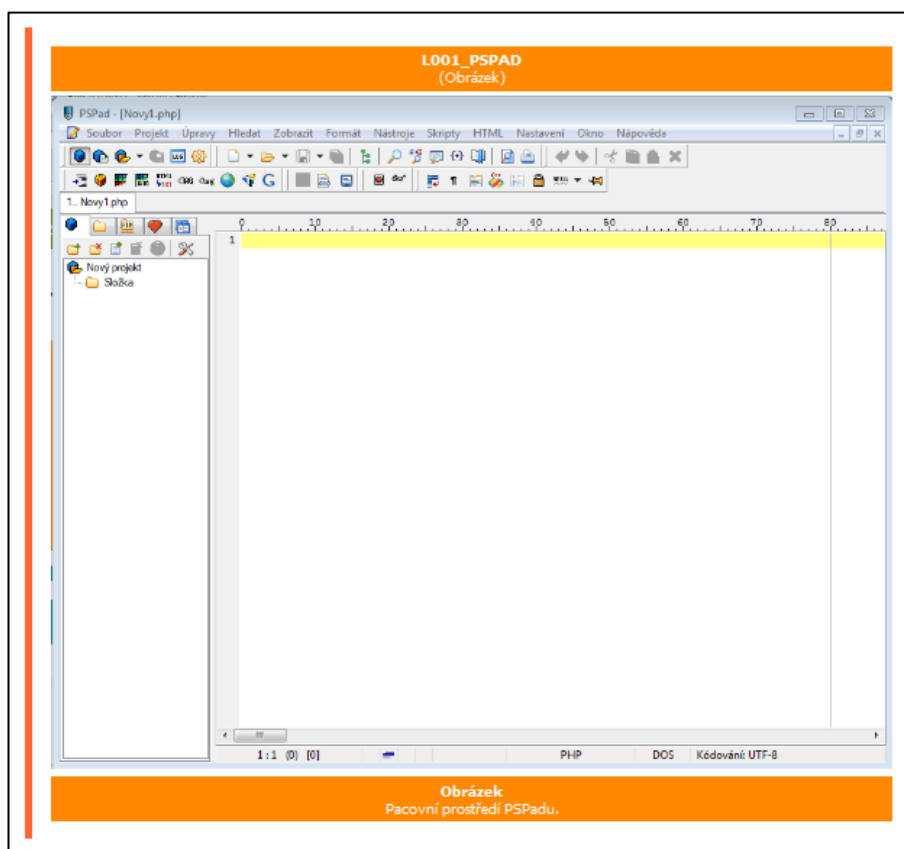 L001_PSPAD
(Obrázek)
PSPad - [Novy1.php]
Soubor Projekt Úpravy Hledat Zobrazit Formát Nástroje Skripty HTML Nastavení Okno Nápověda
1.. Novy1.php
0 10 20 30 40 50 60 70 80
1
Nový projekt
Složka
1:1 (0) [0] PHP DOS Kódování: UTF-8
Obrázek
Pacovní prostředí PSPadu.